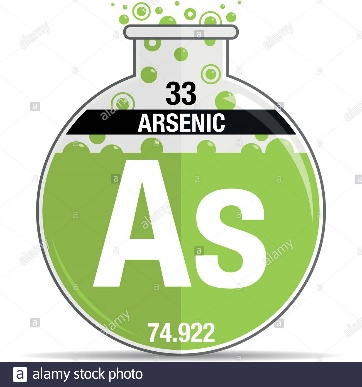 33
ARSENIC
As
74.922
alamy stock photo